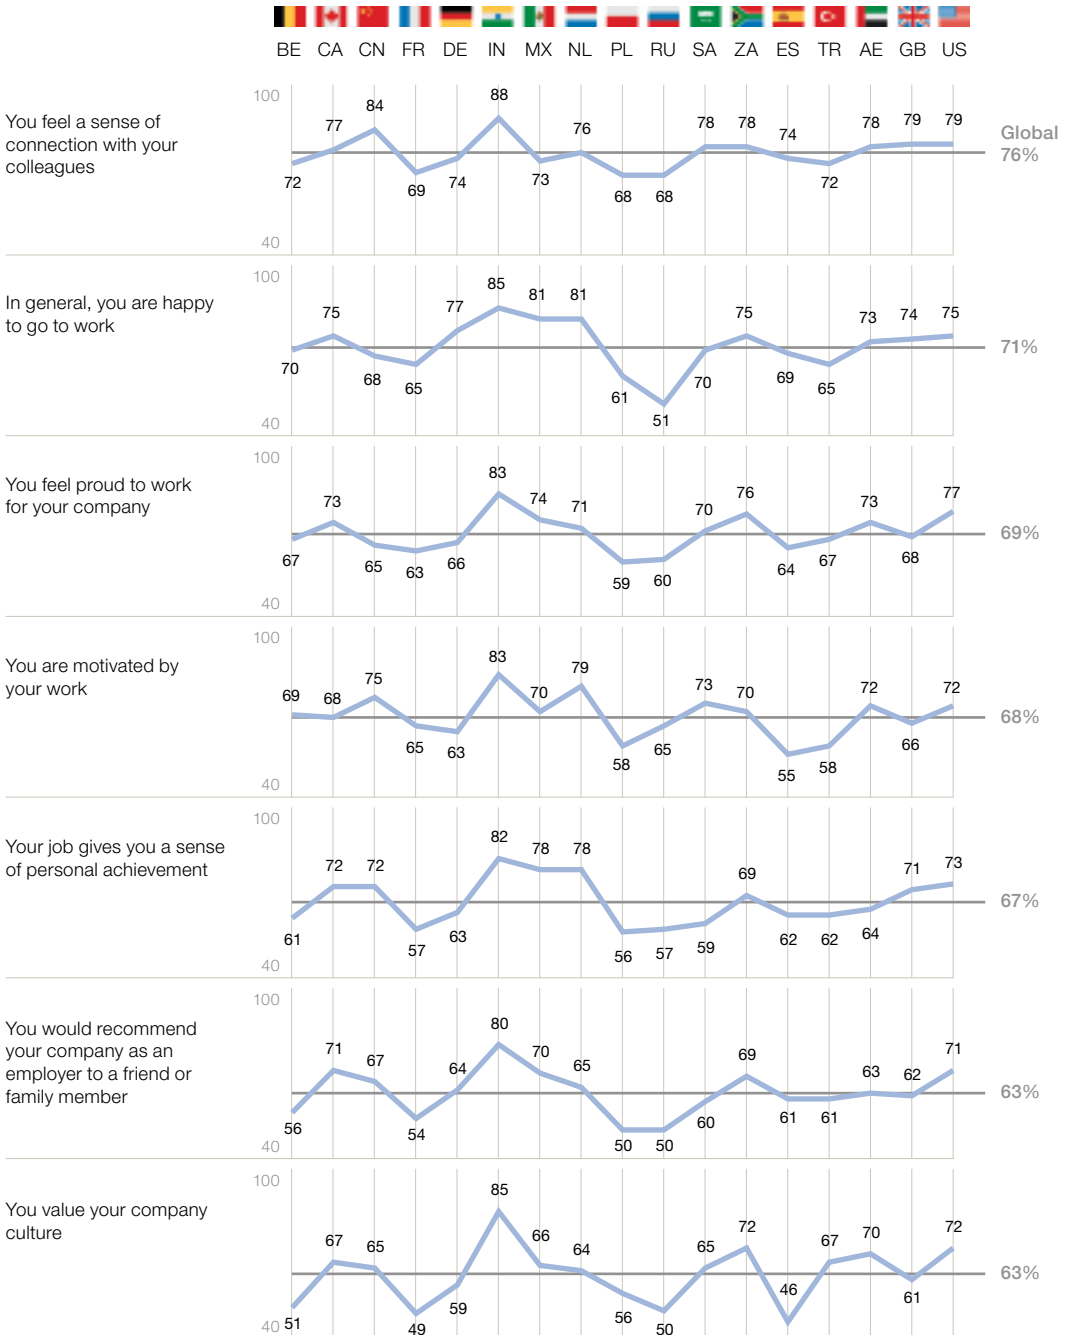 BE CA CN FR DE IN MX NL PL RU SA ZA ES TR AE GB US
You feel a sense of
connection with your
colleagues
100
40
72 77 84 69 74 88 73 76 68 68 78 78 74 72 78 79 79
Global
76%
In general, you are happy
to go to work
100
40
70 75 68 65 77 85 81 81 61 51 70 75 69 65 73 74 75
71%
You feel proud to work
for your company
100
40
67 73 65 63 66 83 74 71 59 60 70 76 64 67 73 68 77
69%
You are motivated by
your work
100
40
69 68 75 65 63 83 70 79 58 65 73 70 55 58 72 66 72
68%
Your job gives you a sense
of personal achievement
100
40
61 72 72 57 63 82 78 78 56 57 59 69 62 62 64 71 73
67%
You would recommend
your company as an
employer to a friend or
family member
100
40
56 71 67 54 64 80 70 65 50 50 60 69 61 61 63 62 71
63%
You value your company
culture
100
40
51 67 65 49 59 85 66 64 56 50 65 72 46 67 70 61 72
63%